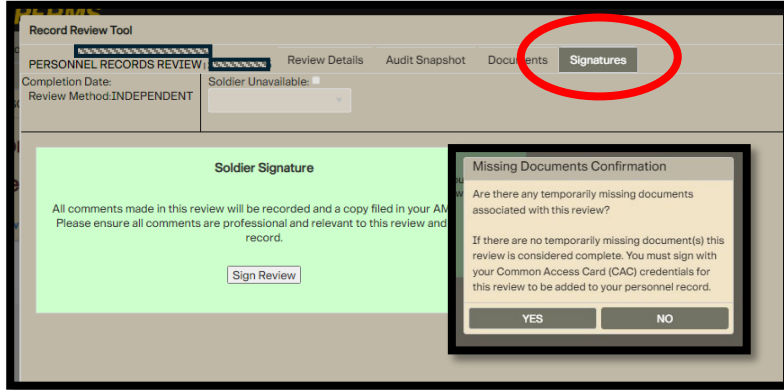 Record Review Tool
PERSONNEL RECORDS REVIEW
Review Details
Audit Snapshot
Documents
Signatures
Completion Date:
Review Method:INDEPENDENT
Soldier Unavailable:
Soldier Signature
All comments made in this review will be recorded and a copy filed in your AM
Please ensure all comments are professional and relevant to this review and
record.
Sign Review
Missing Documents Confirmation
Are there any temporarily missing documents
associated with this review?
If there are no temporarily missing document(s) this
review is considered complete. You must sign with
your Common Access Card (CAC) credentials for
this review to be added to your personnel record.
YES
NO